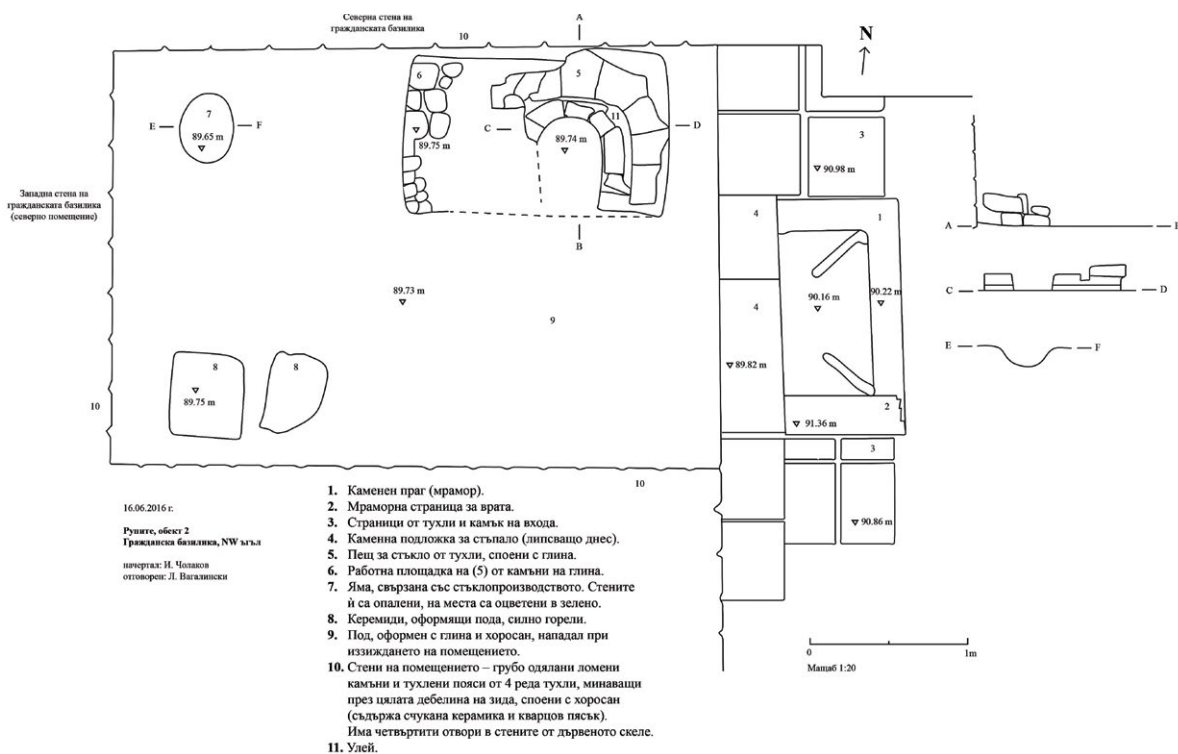 Северна стена на
гражданската базилика
10
A
N
6
5
3
7
11
E
F
C
D
89.65 m
89.75 m
89.74 m
90.98 m
Западна стена на
гражданската базилика
(северно помещение)
4
1
A
B
B
89.73 m
90.16 m
90.22 m
C
D
9
4
E
F
8
8
89.82 m
89.75 m
10
2
91.36 m
3
10
90.86 m
16.06.2016 г.
Рупите, обект 2
Гражданска базилика, NW ъгъл
начертал: И. Чолаков
отговорен: Л. Вагалински
1. Каменен праг (мрамор).
2. Мраморна страница за врата.
3. Страници от тухли и камък на входа.
4. Каменна подложка за стъпало (липсващо днес).
5. Пещ за стъкло от тухли, споени с глина.
6. Работна площадка на (5) от камъни на глина.
7. Яма, свързана със стъклопроизводството. Стените
ѝ са опалени, на места са оцветени в зелено.
8. Керемиди, оформящи пода, силно горели.
9. Под, оформен с глина и хоросан, нападал при
иззиждането на помещението.
10. Стени на помещението – грубо одялани ломени
камъни и тухлени пояси от 4 реда тухли, минаващи
през цялата дебелина на зида, споени с хоросан
(съдържа счукана керамика и кварцов пясък).
Има четвъртити отвори в стените от дървеното скеле.
11. Улей.
0
1m
Мащаб 1:20